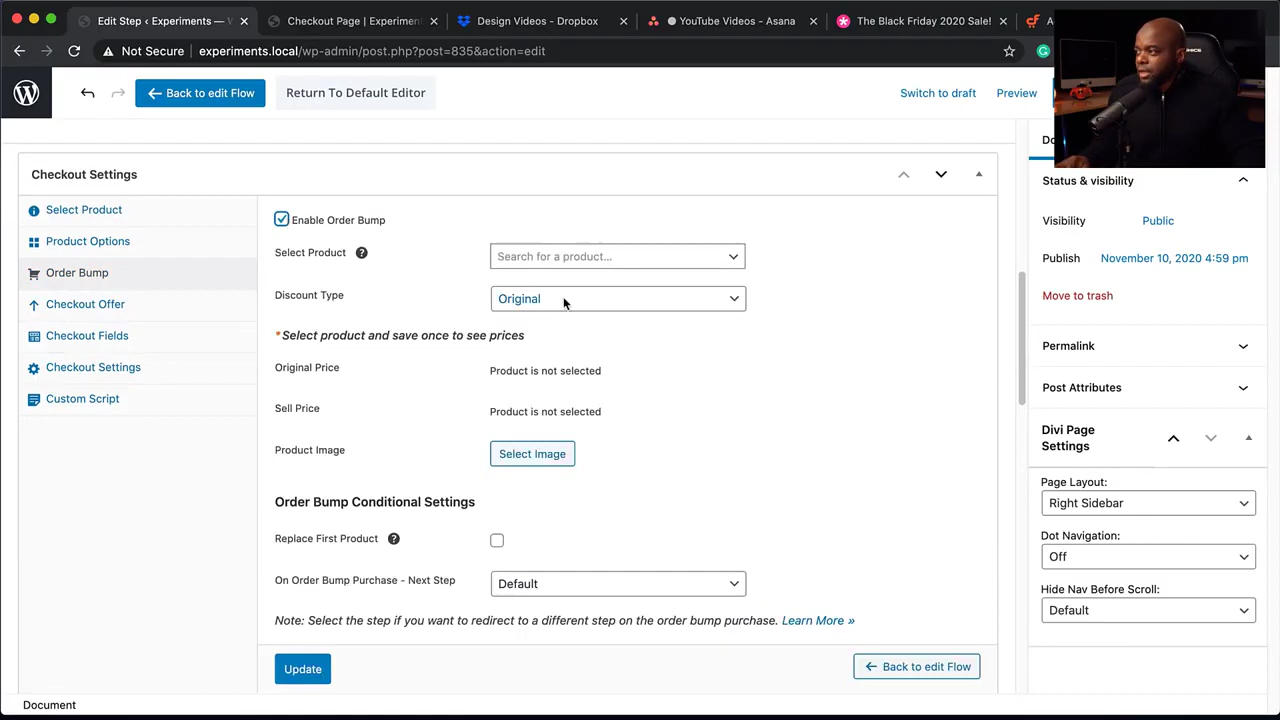 Edit Step ‹ Experiments — W
Checkout Page | Experiment
Design Videos - Dropbox
YouTube Videos - Asana
The Black Friday 2020 Sale!
Not Secure
experiments.local/wp-admin/post.php?post=835&action=edit
Back to edit Flow
Return To Default Editor
Switch to draft
Preview
Checkout Settings
Select Product
Product Options
Order Bump
Checkout Offer
Checkout Fields
Checkout Settings
Custom Script
Enable Order Bump
Select Product
Search for a product...
Discount Type
Original
* Select product and save once to see prices
Original Price
Product is not selected
Sell Price
Product is not selected
Product Image
Select Image
Order Bump Conditional Settings
Replace First Product
On Order Bump Purchase - Next Step
Default
Note: Select the step if you want to redirect to a different step on the order bump purchase. Learn More »
Update
Back to edit Flow
Status & visibility
Visibility
Public
Publish
November 10, 2020 4:59 pm
Move to trash
Permalink
Post Attributes
Divi Page
Settings
Page Layout:
Right Sidebar
Dot Navigation:
Off
Hide Nav Before Scroll:
Default
Document